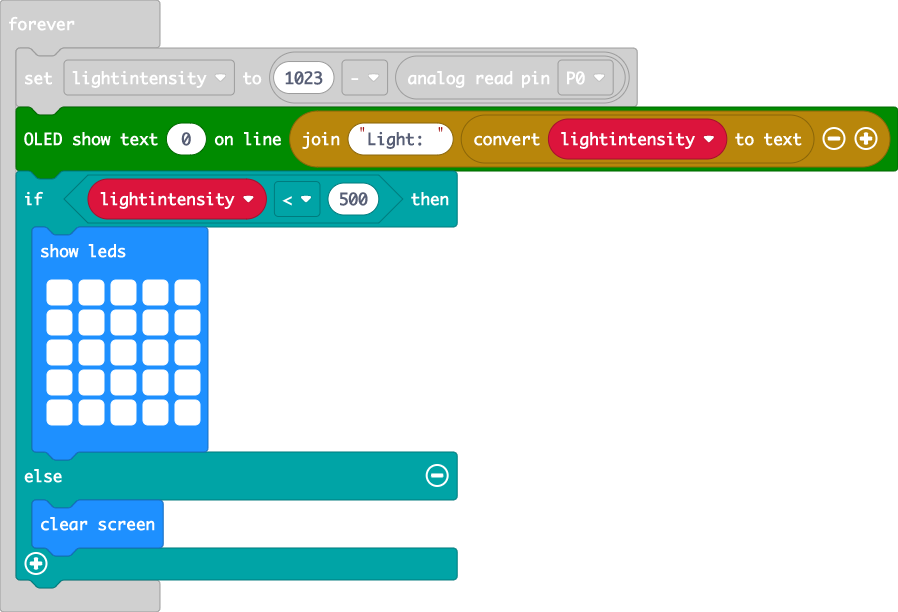 forever
set lightintensity to 1023 - analog read pin P0
OLED show text 0 on line join "Light: " convert lightintensity to text
if lightintensity < 500 then
show leds
else
clear screen